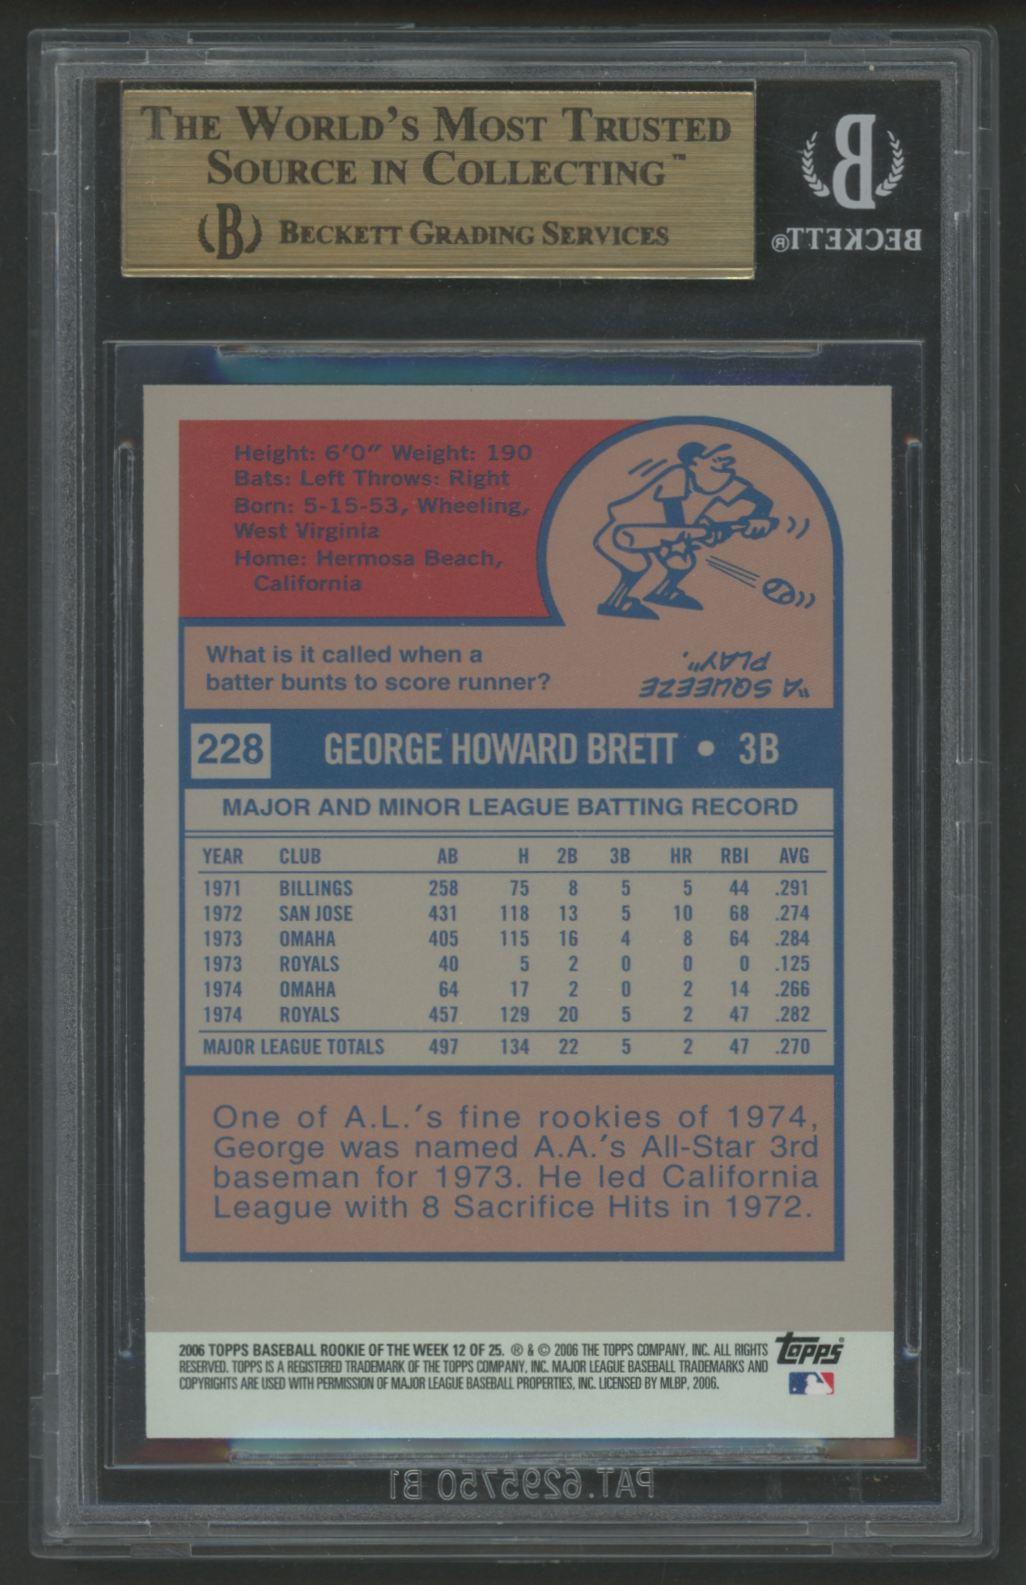 THE WORLD'S MOST TRUSTED
SOURCE IN COLLECTING™
B BECKETT GRADING SERVICES
B
BECKETT®
Height: 6'0" Weight: 190
Bats: Left Throws: Right
Born: 5-15-53, Wheeling,
West Virginia
Home: Hermosa Beach,
California
What is it called when a
batter bunts to score runner?
"A SQUEEZE
PLAY".
228 GEORGE HOWARD BRETT • 3B
MAJOR AND MINOR LEAGUE BATTING RECORD
YEAR CLUB AB H 2B 3B HR RBI AVG
1971 BILLINGS 258 75 8 5 5 44 .291
1972 SAN JOSE 431 118 13 5 10 68 .274
1973 OMAHA 405 115 16 4 8 64 .284
1973 ROYALS 40 5 2 0 0 0 .125
1974 OMAHA 64 17 2 0 2 14 .266
1974 ROYALS 457 129 20 5 2 47 .282
MAJOR LEAGUE TOTALS 497 134 22 5 2 47 .270
One of A.L.'s fine rookies of 1974,
George was named A.A.'s All-Star 3rd
baseman for 1973. He led California
League with 8 Sacrifice Hits in 1972.
2006 TOPPS BASEBALL ROOKIE OF THE WEEK 12 OF 25. ® & © 2006 THE TOPPS COMPANY, INC. ALL RIGHTS
RESERVED. TOPPS IS A REGISTERED TRADEMARK OF THE TOPPS COMPANY, INC. MAJOR LEAGUE BASEBALL TRADEMARKS AND
COPYRIGHTS ARE USED WITH PERMISSION OF MAJOR LEAGUE BASEBALL PROPERTIES, INC. LICENSED BY MLBP, 2006.
Topps®
PAT.6295750 B1